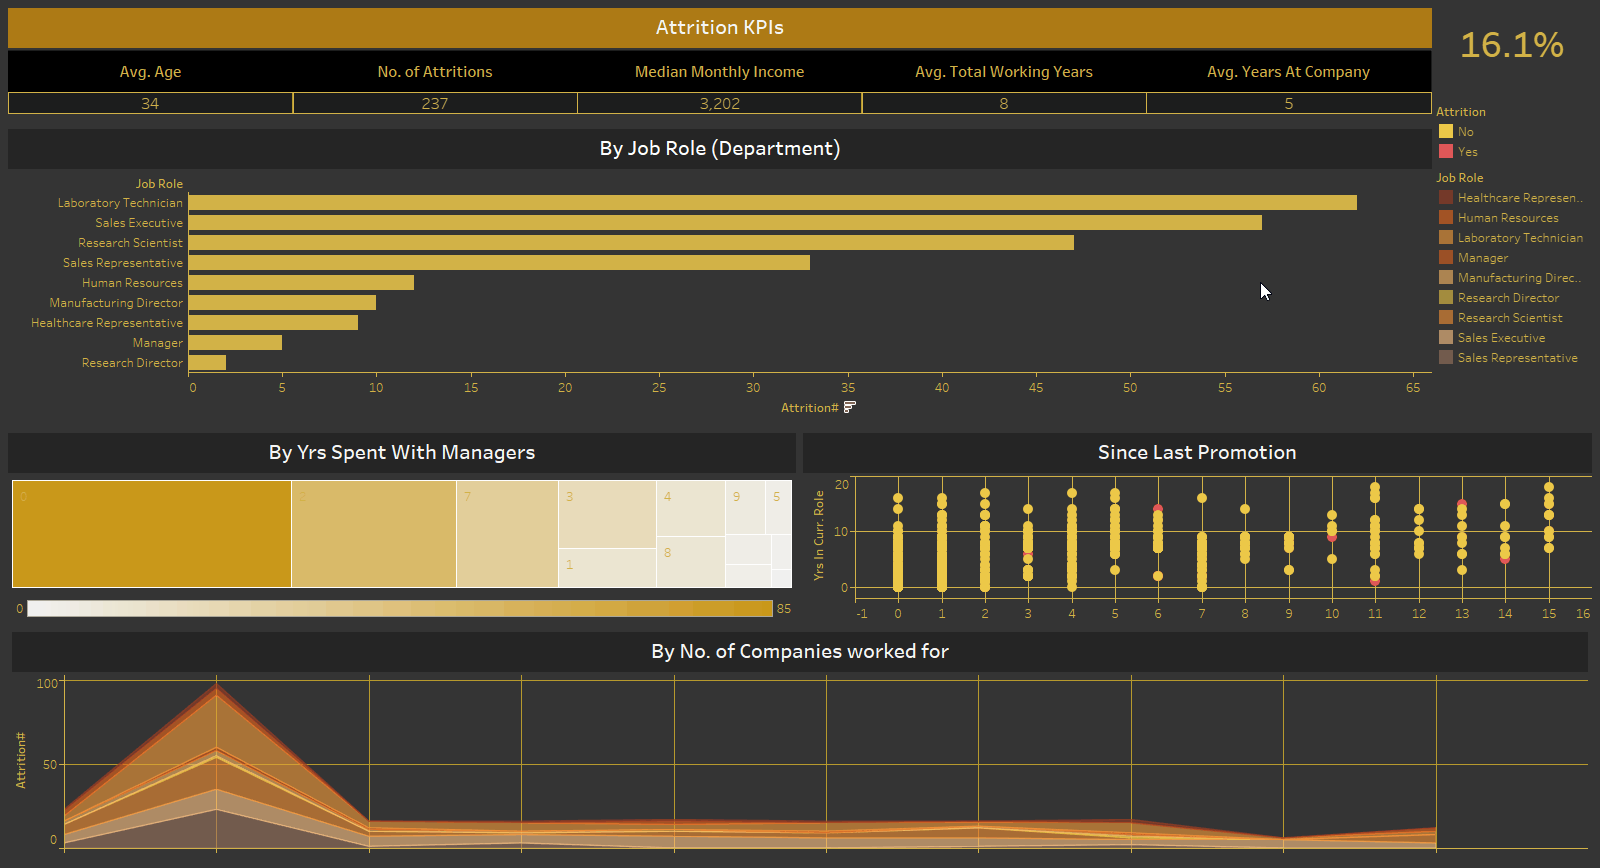 Attrition KPIs
16.1%
Avg. Age No. of Attritions Median Monthly Income Avg. Total Working Years Avg. Years At Company
34 237 3,202 8 5
Attrition
No
Yes
Job Role
Healthcare Represen..
Human Resources
Laboratory Technician
Manager
Manufacturing Direc..
Research Director
Research Scientist
Sales Executive
Sales Representative
By Job Role (Department)
Job Role
Laboratory Technician
Sales Executive
Research Scientist
Sales Representative
Human Resources
Manufacturing Director
Healthcare Representative
Manager
Research Director
0 5 10 15 20 25 30 35 40 45 50 55 60 65
Attrition#
By Yrs Spent With Managers
0 2 7 3 4 9 5
1 8
0 85
Since Last Promotion
Yrs In Curr. Role
20
10
0
-1 0 1 2 3 4 5 6 7 8 9 10 11 12 13 14 15 16
By No. of Companies worked for
Attrition#
100
50
0